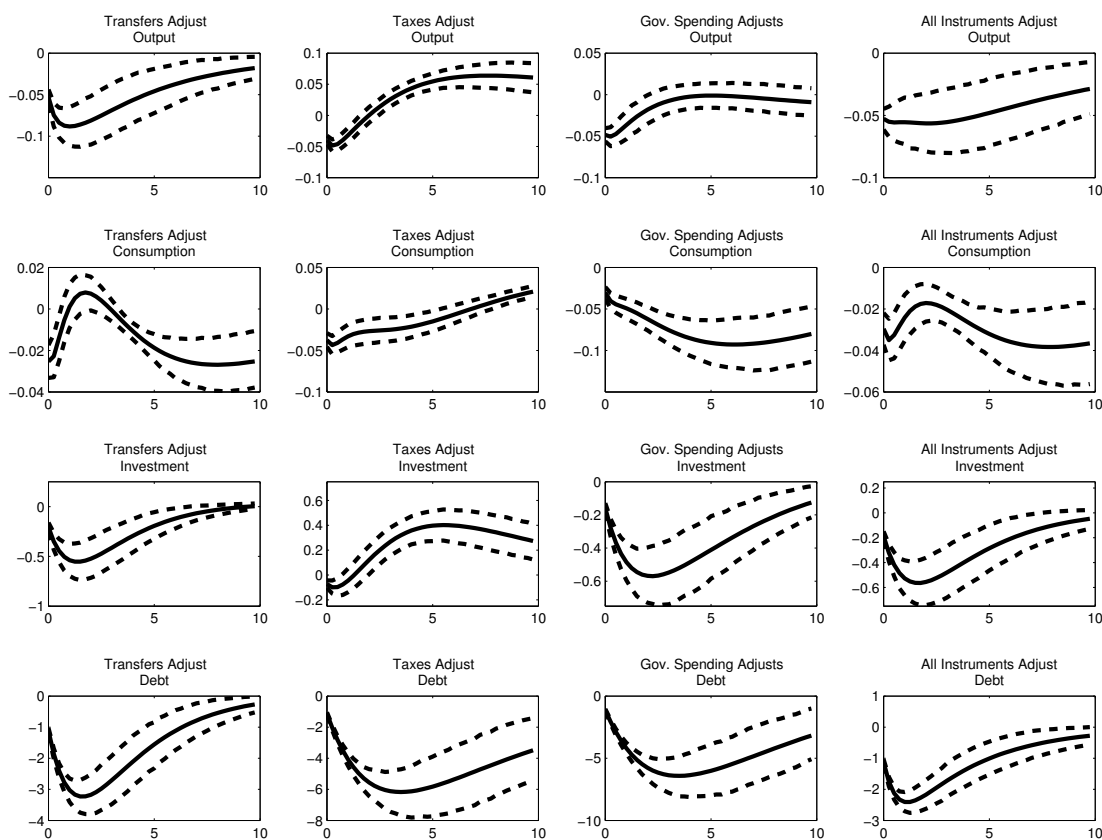 Transfers Adjust
Output
0
−0.05
−0.1
0 5 10
Taxes Adjust
Output
0.1
0.05
0
−0.05
−0.1
0 5 10
Gov. Spending Adjusts
Output
0.05
0
−0.05
−0.1
0 5 10
All Instruments Adjust
Output
0
−0.05
−0.1
0 5 10
Transfers Adjust
Consumption
0.02
0
−0.02
−0.04
0 5 10
Taxes Adjust
Consumption
0.05
0
−0.05
−0.1
0 5 10
Gov. Spending Adjusts
Consumption
0
−0.05
−0.1
0 5 10
All Instruments Adjust
Consumption
0
−0.02
−0.04
−0.06
0 5 10
Transfers Adjust
Investment
0
−0.5
−1
0 5 10
Taxes Adjust
Investment
0.6
0.4
0.2
0
−0.2
0 5 10
Gov. Spending Adjusts
Investment
0
−0.2
−0.4
−0.6
0 5 10
All Instruments Adjust
Investment
0.2
0
−0.2
−0.4
−0.6
0 5 10
Transfers Adjust
Debt
0
−1
−2
−3
−4
0 5 10
Taxes Adjust
Debt
0
−2
−4
−6
−8
0 5 10
Gov. Spending Adjusts
Debt
0
−5
−10
0 5 10
All Instruments Adjust
Debt
1
0
−1
−2
−3
0 5 10